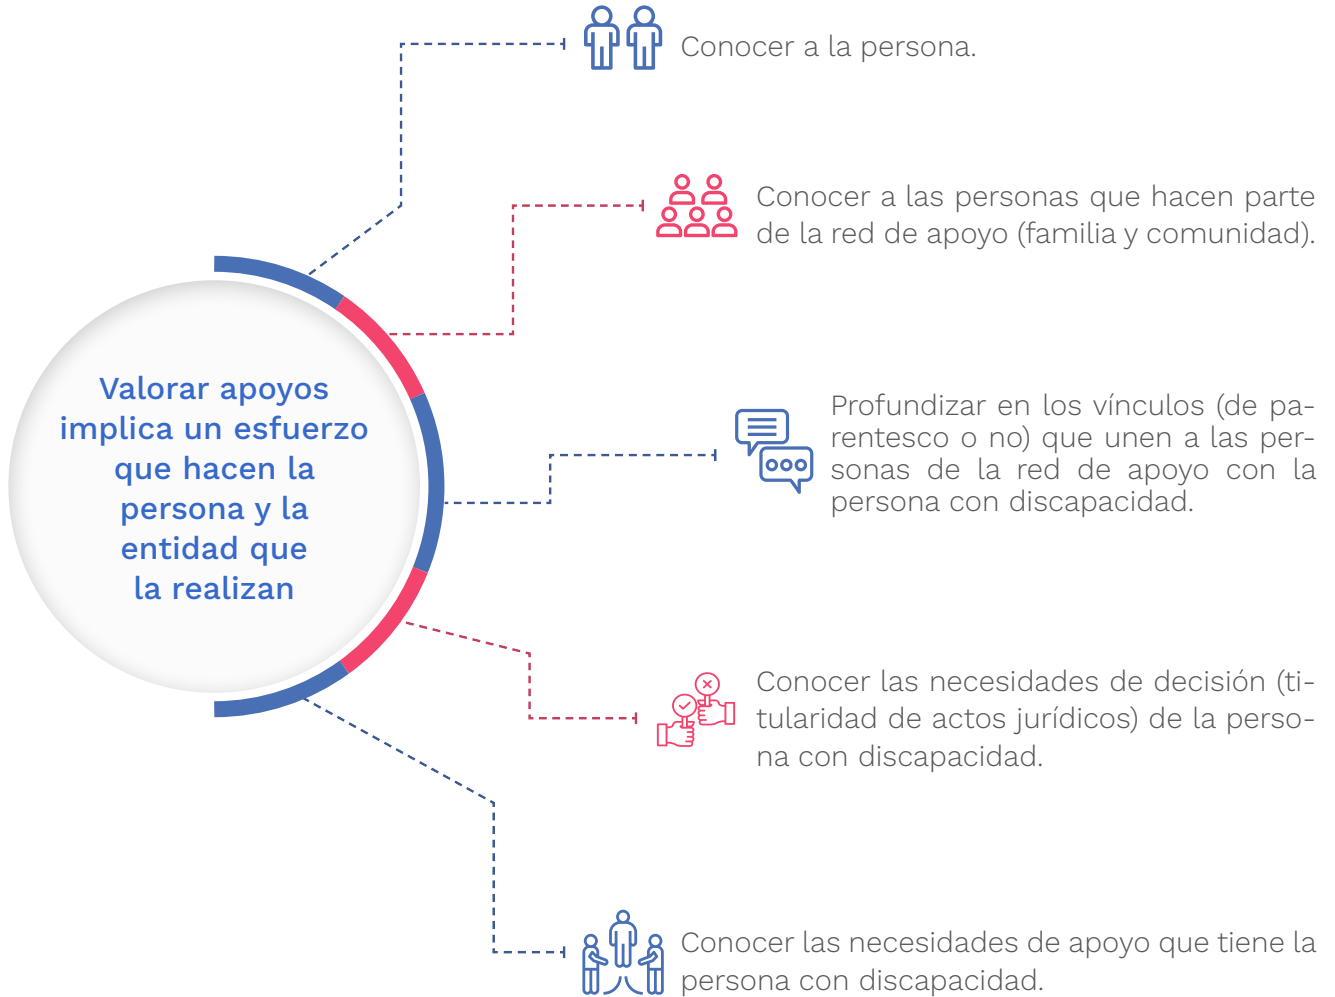 Valorar apoyos
implica un esfuerzo
que hacen la
persona y la
entidad que
la realizan
Conocer a la persona.
Conocer a las personas que hacen parte
de la red de apoyo (familia y comunidad).
Profundizar en los vínculos (de pa-
rentesco o no) que unen a las per-
sonas de la red de apoyo con la
persona con discapacidad.
Conocer las necesidades de decisión (ti-
tularidad de actos jurídicos) de la perso-
na con discapacidad.
Conocer las necesidades de apoyo que tiene la
persona con discapacidad.